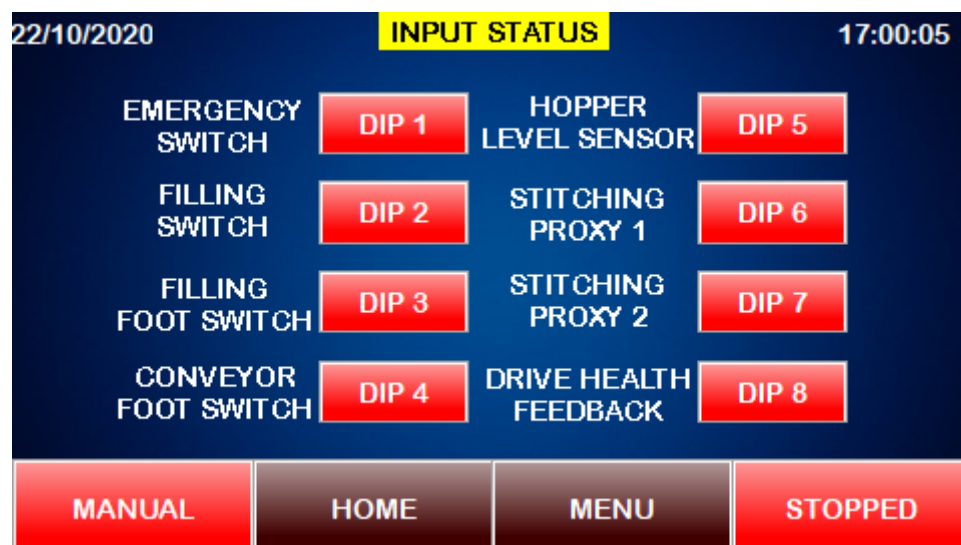 22/10/2020 INPUT STATUS 17:00:05
EMERGENCY
SWITCH
DIP 1
HOPPER
LEVEL SENSOR
DIP 5
FILLING
SWITCH
DIP 2
STITCHING
PROXY 1
DIP 6
FILLING
FOOT SWITCH
DIP 3
STITCHING
PROXY 2
DIP 7
CONVEYOR
FOOT SWITCH
DIP 4
DRIVE HEALTH
FEEDBACK
DIP 8
MANUAL HOME MENU STOPPED